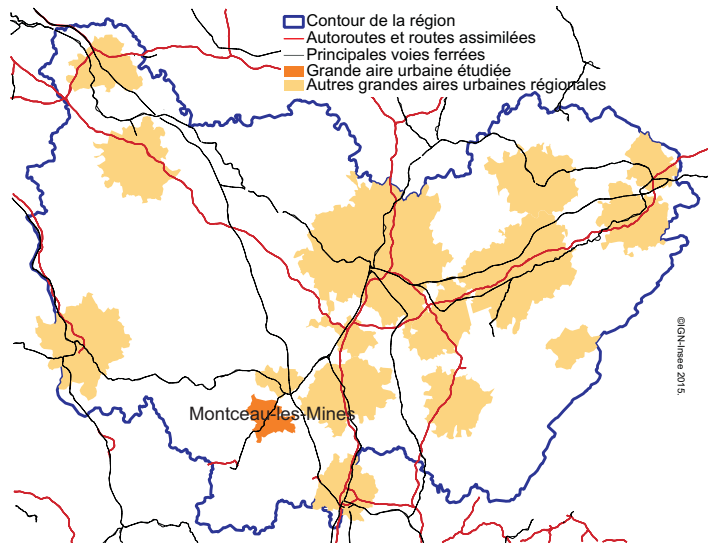 Contour de la région
Autoroutes et routes assimilées
Principales voies ferrées
Grande aire urbaine étudiée
Autres grandes aires urbaines régionales
Montceau-les-Mines
©IGN-insee 2015.